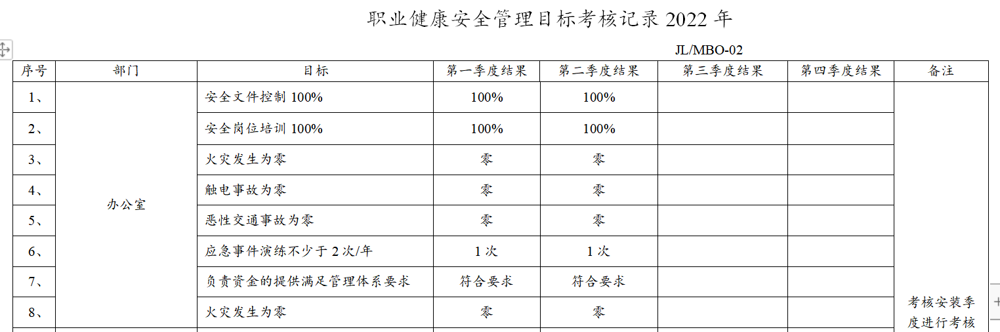 职业健康安全管理目标考核记录 2022 年
JL/MBO-02
序号 部门 目标 第一季度结果 第二季度结果 第三季度结果 第四季度结果 备注
1、 安全文件控制 100% 100% 100%
2、 安全岗位培训 100% 100% 100%
3、 火灾发生为零 零 零
4、 触电事故为零 零 零
办公室
5、 恶性交通事故为零 零 零
6、 应急事件演练不少于 2 次/年 1 次 1 次
7、 负责资金的提供满足管理体系要求 符合要求 符合要求
8、 火灾发生为零 零 零
考核安装季
度进行考核